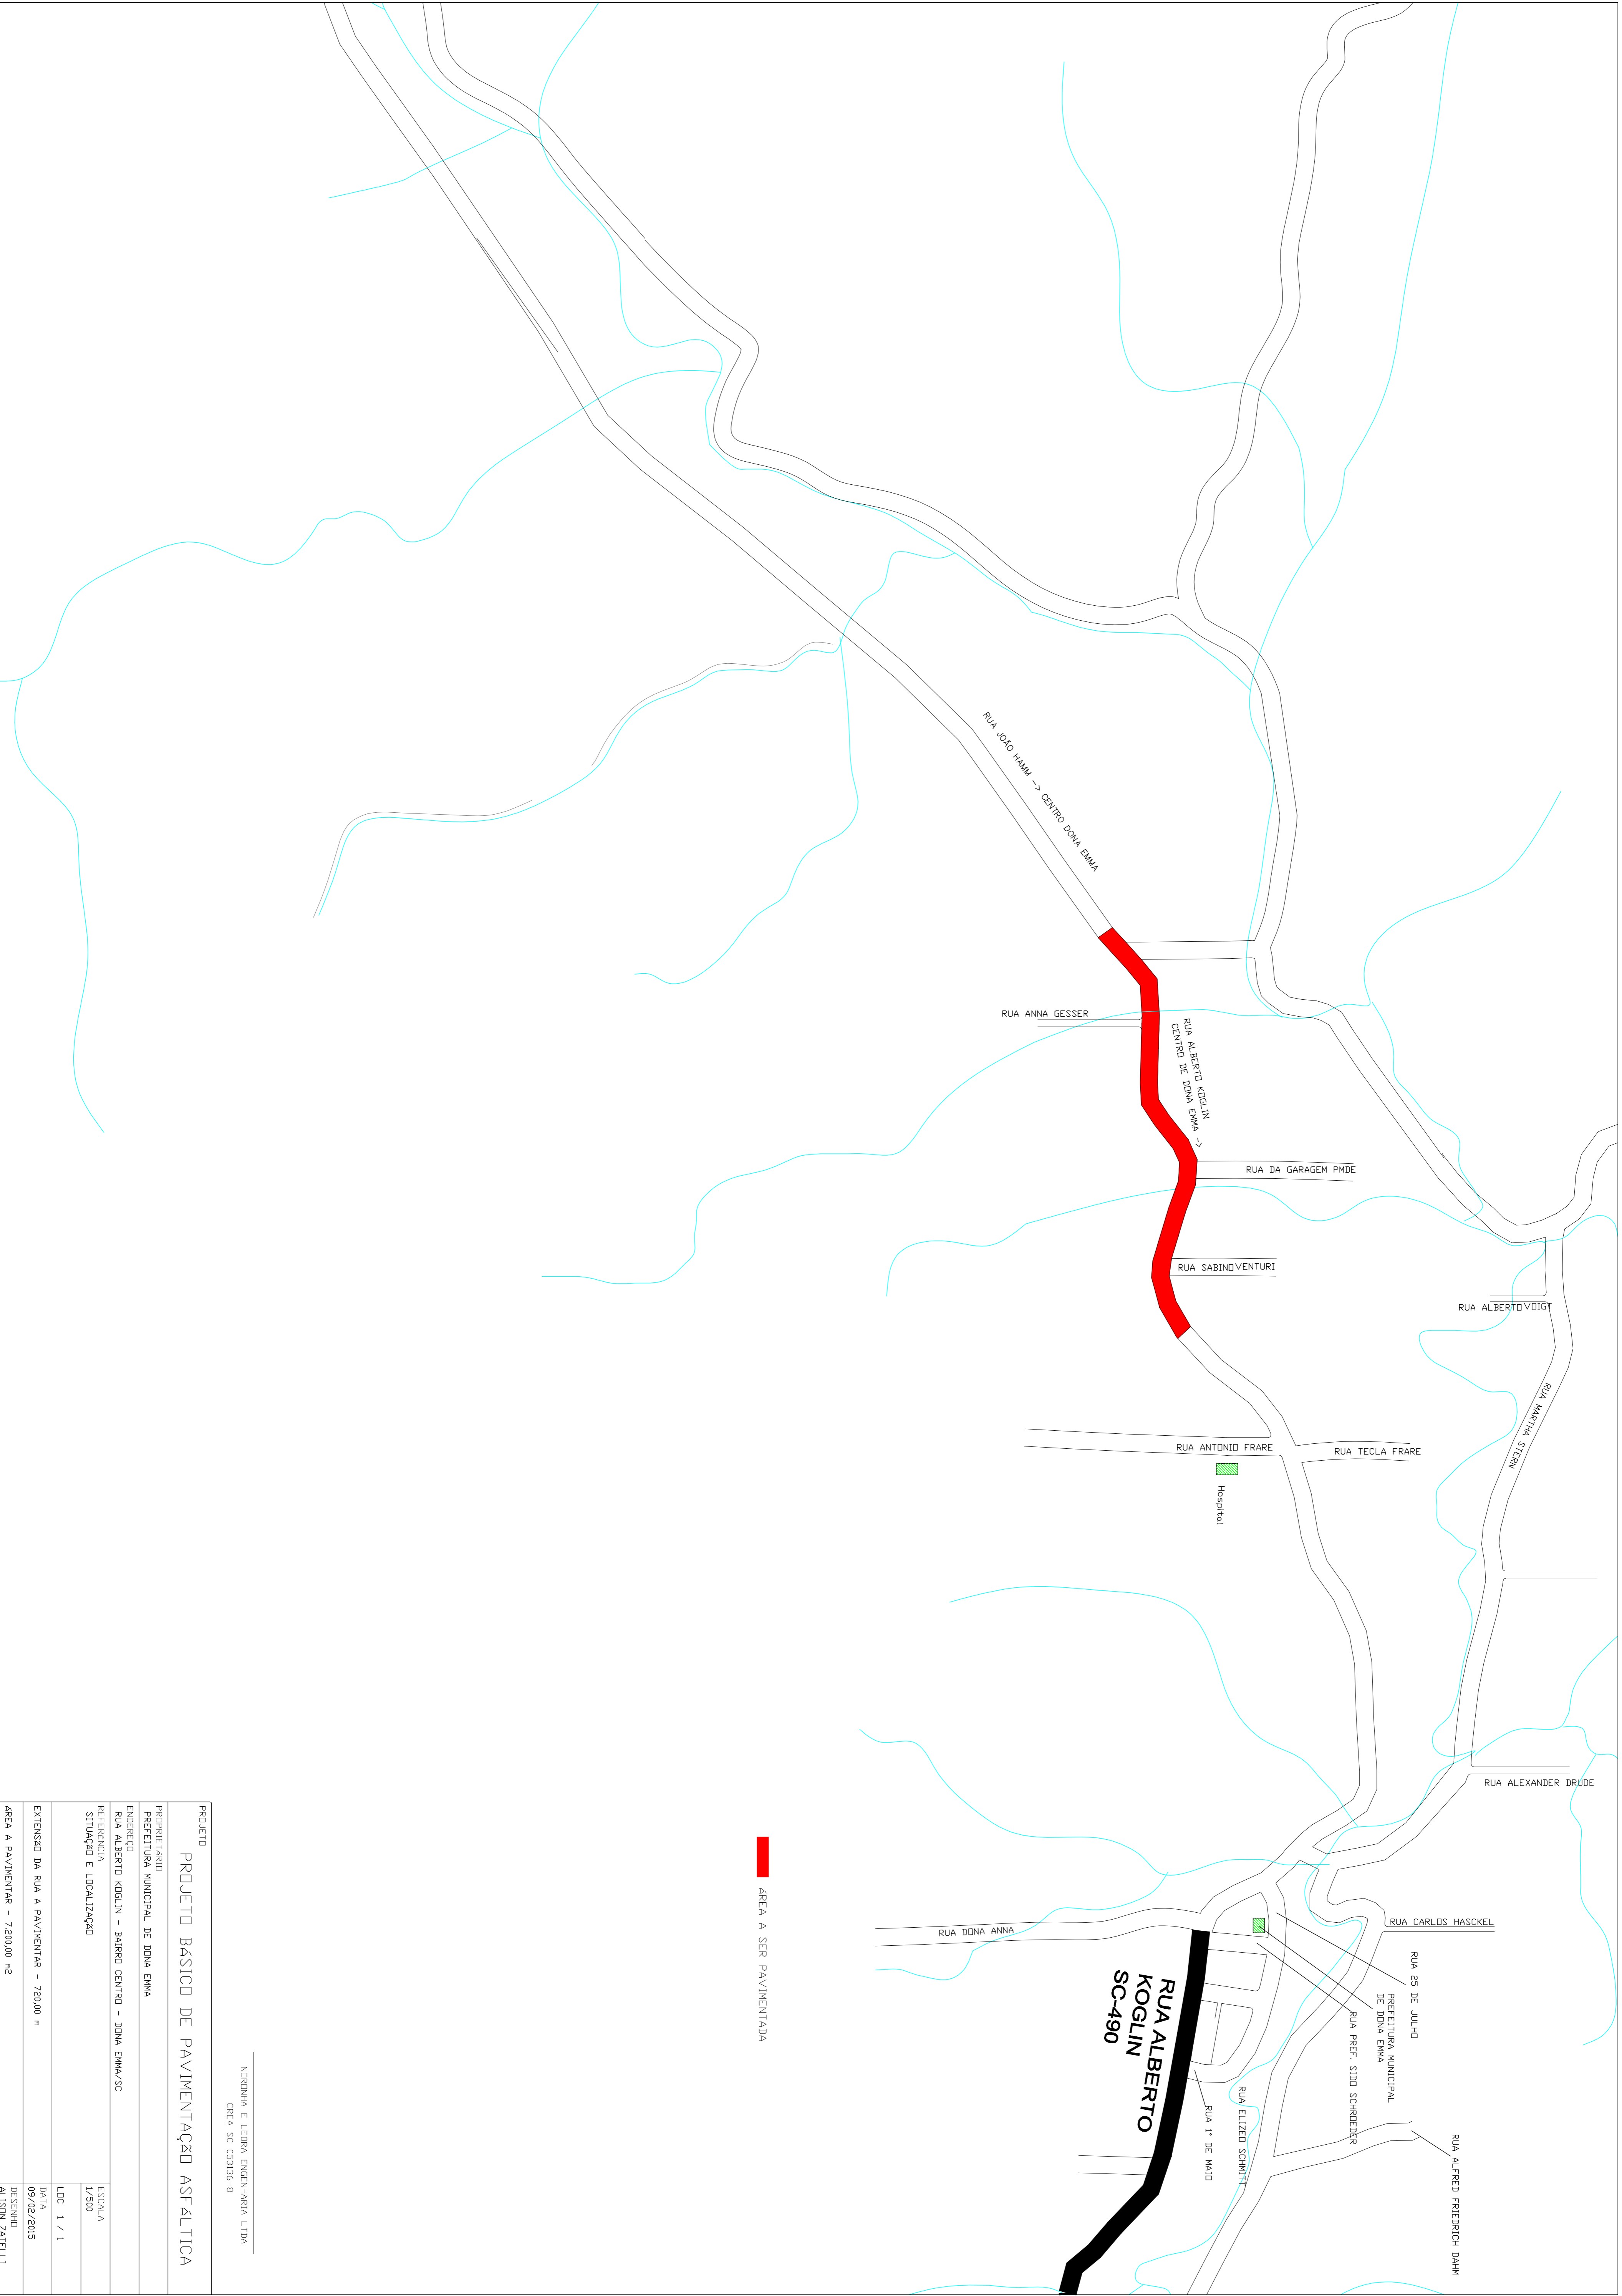 RUA JOÃO HAMM -> CENTRO DONA EMMA
RUA ANNA GESSER
RUA ALBERTO KOGLIN
CENTRO DE DONA EMMA ->
RUA DA GARAGEM PMDE
RUA SABINO VENTURI
RUA ALBERTO VOIGT
RUA MARTHA STERN
RUA ANTONIO FRARE
RUA TECLA FRARE
Hospital
RUA ALEXANDER DRUDE
RUA CARLOS HASCKEL
RUA DONA ANNA
RUA 25 DE JULHO
PREFEITURA MUNICIPAL
DE DONA EMMA
RUA PREF. SIDO SCHROEDER
RUA ALBERTO
KOGLIN
SC-490
RUA ELIZEO SCHMITT
RUA 1° DE MAIO
RUA ALFRED FRIEDRICH DAHM
ÁREA A SER PAVIMENTADA
NORONHA E LEDRA ENGENHARIA LTDA
CREA SC 053136-8
PROJETO
PROJETO BÁSICO DE PAVIMENTAÇÃO ASFÁLTICA
PROPRIETÁRIO
PREFEITURA MUNICIPAL DE DONA EMMA
ENDEREÇO
RUA ALBERTO KOGLIN - BAIRRO CENTRO - DONA EMMA/SC
REFERÊNCIA
SITUAÇÃO E LOCALIZAÇÃO
ESCALA
1/500
LOC 1 / 1
EXTENSÃO DA RUA A PAVIMENTAR - 720,00 m
DATA
09/02/2015
ÁREA A PAVIMENTAR - 7.200,00 m2
DESENHO
ALISON ZATELLI